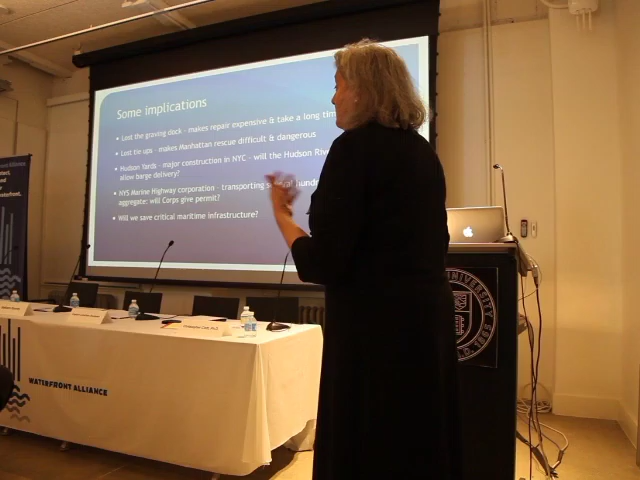 Some implications
• Lost the graving dock - makes repair expensive & take a long
• Lost tie ups - makes Manhattan rescue difficult & dangerous
• Hudson Yards - major construction in NYC - will the Hudson
allow barge delivery?
• NYS Marine Highway corporation - transporting
aggregate: will Corps give permit?
• Will we save critical maritime infrastructure?
WATERFRONT ALLIANCE
UNIVERSITY